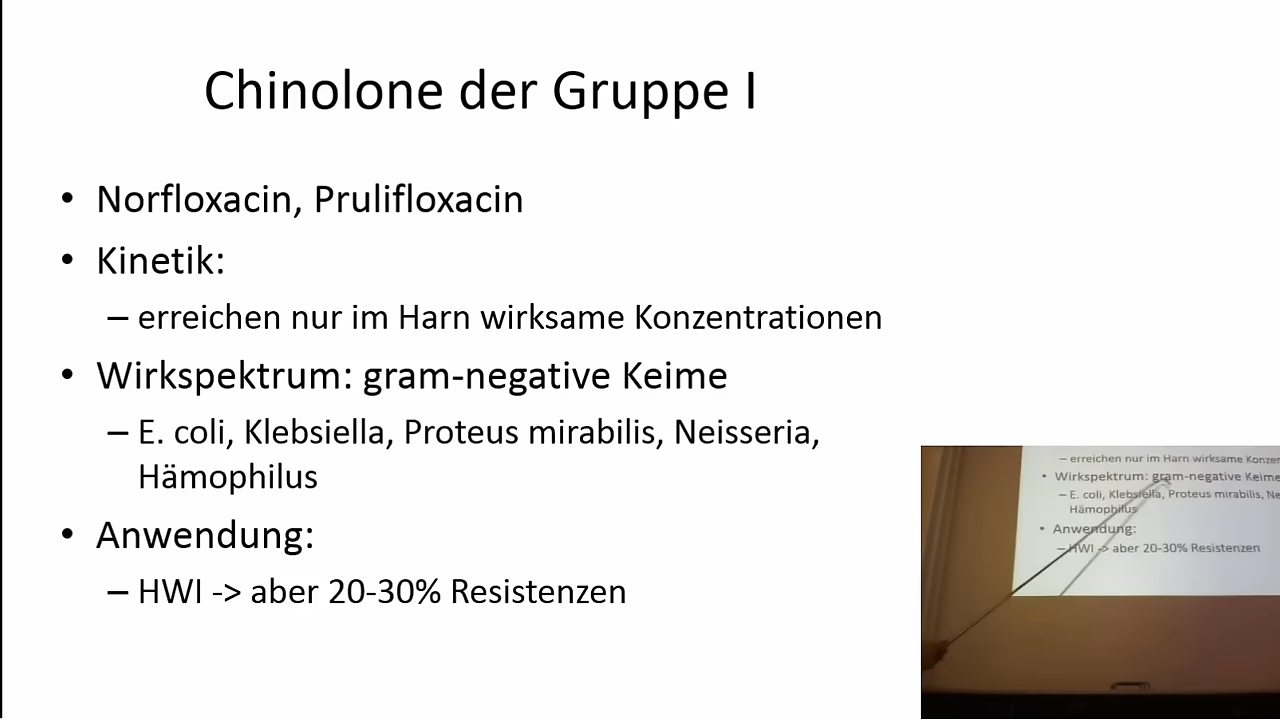 Chinolone der Gruppe I
• Norfloxacin, Prulifloxacin
• Kinetik:
– erreichen nur im Harn wirksame Konzentrationen
• Wirkspektrum: gram-negative Keime
– E. coli, Klebsiella, Proteus mirabilis, Neisseria,
Hämophilus
• Anwendung:
– HWI -> aber 20-30% Resistenzen
– erreichen nur im Harn wirksame Konzen
• Wirkspektrum: gram-negative Keime
– E. coli, Klebsiella, Proteus mirabilis, Ne
Hämophilus
• Anwendung:
– HWI -> aber 20-30% Resistenzen